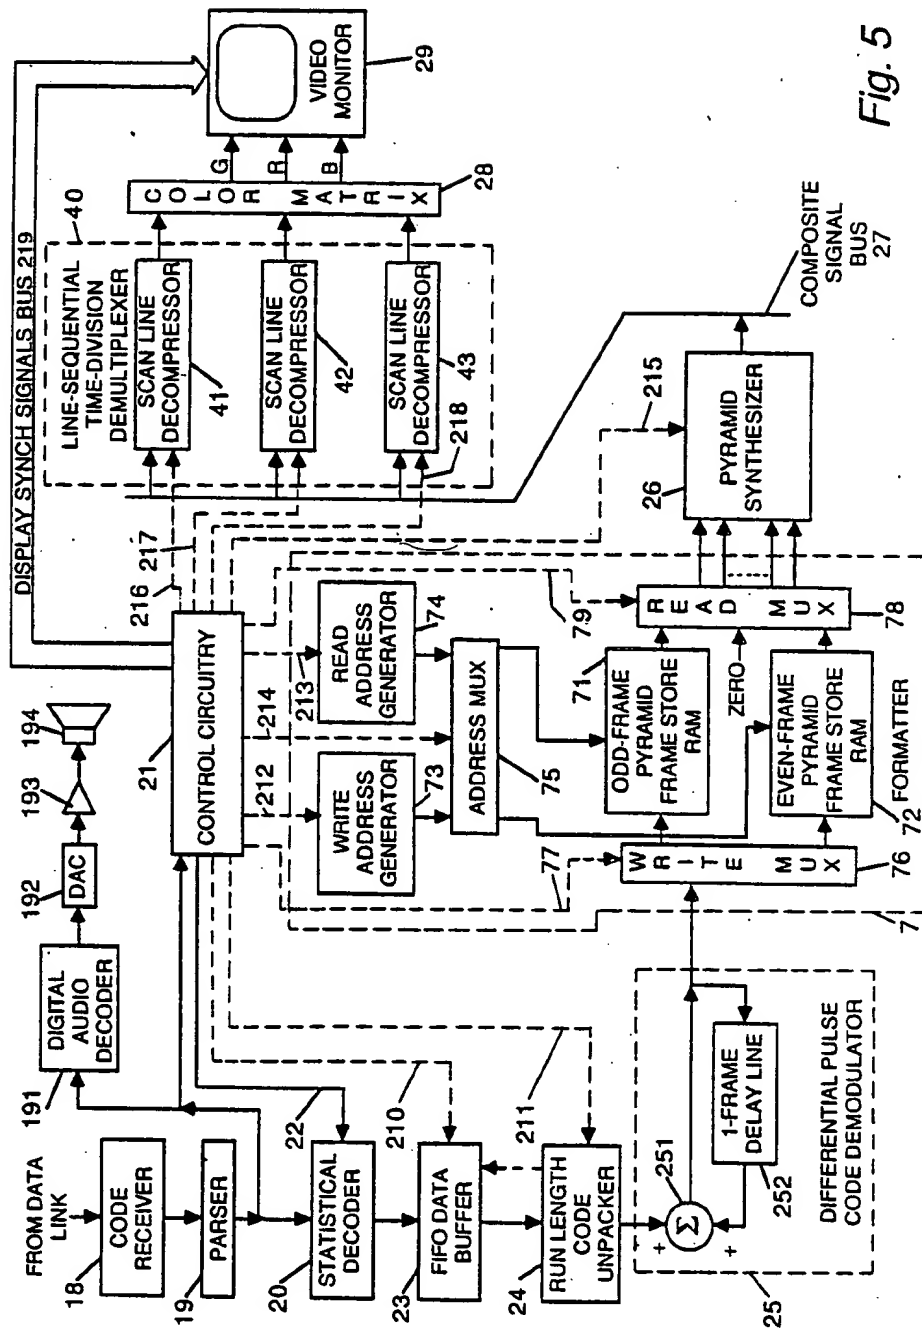 FROM DATA
LINK
18
CODE
RECEIVER
19
PARSER
20
STATISTICAL
DECODER
22
23
FIFO DATA
BUFFER
210
24
RUN LENGTH
CODE
UNPACKER
211
+
Σ
251
+
1-FRAME
DELAY LINE
252
25
DIFFERENTIAL PULSE
CODE DEMODULATOR
191
DIGITAL
AUDIO
DECODER
192
DAC
193
194
21
CONTROL CIRCUITRY
DISPLAY SYNCH SIGNALS BUS 219
216
217
212
214
213
WRITE
ADDRESS
GENERATOR
73
READ
ADDRESS
GENERATOR
74
ADDRESS MUX
75
77
79
WRITE MUX
76
71
ODD-FRAME
PYRAMID
FRAME STORE
RAM
EVEN-FRAME
PYRAMID
FRAME STORE
RAM
72
FORMATTER
7
ZERO
READ MUX
78
26
PYRAMID
SYNTHESIZER
215
COMPOSITE
SIGNAL
BUS
27
LINE-SEQUENTIAL
TIME-DIVISION
DEMULTIPLEXER
40
SCAN LINE
DECOMPRESSOR
41
SCAN LINE
DECOMPRESSOR
42
SCAN LINE
DECOMPRESSOR
43
218
COLOR MATRIX
28
G
R
B
VIDEO
MONITOR
29
Fig. 5